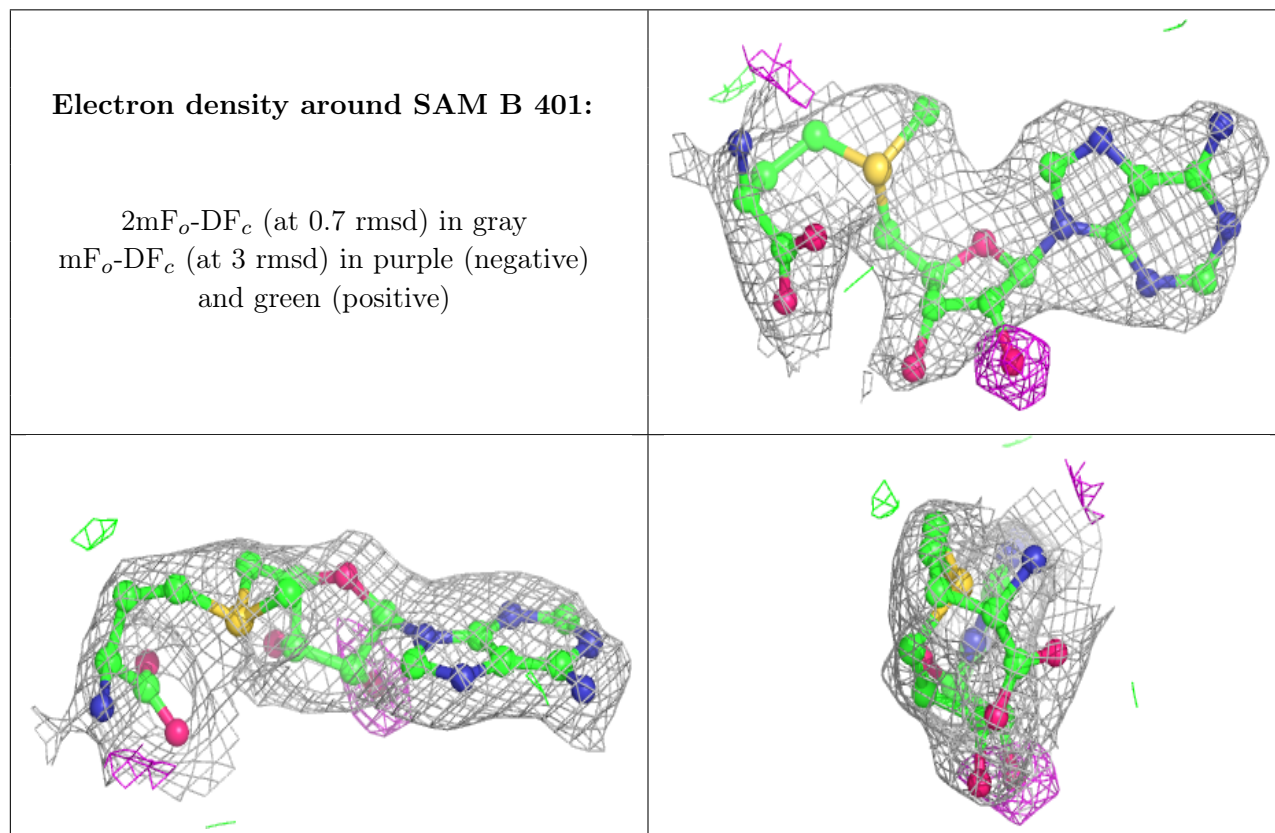 Electron density around SAM B 401:
2mFo-DFc (at 0.7 rmsd) in gray
mFo-DFc (at 3 rmsd) in purple (negative)
and green (positive)